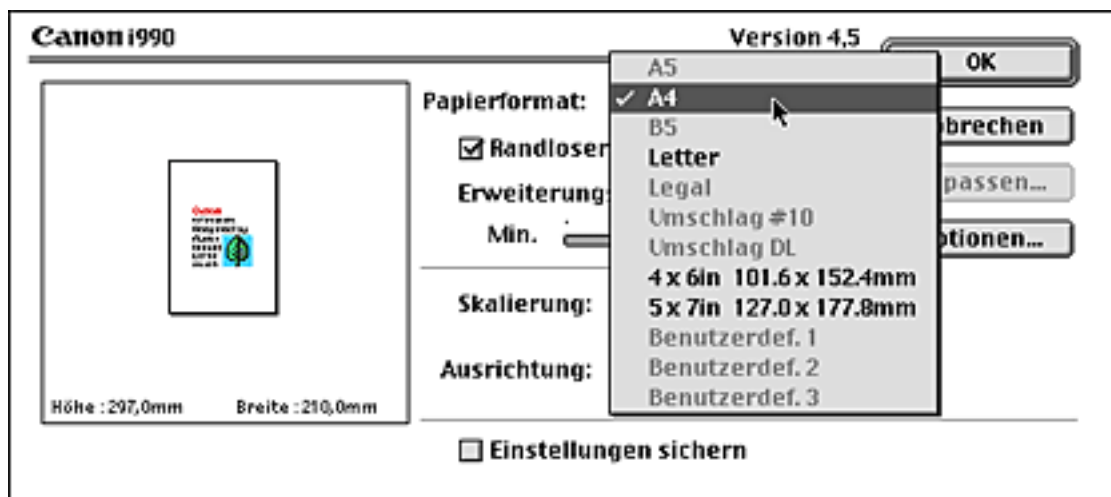 Canon i990
Version 4,5
OK
Papierformat:
A5
✓ A4
B5
Letter
Legal
Umschlag #10
Umschlag DL
4 x 6in 101.6 x 152.4mm
5 x 7in 127.0 x 177.8mm
Benutzerdef. 1
Benutzerdef. 2
Benutzerdef. 3
brechen
passen...
tionen...
Randloser
Erweiterung
Min.
Skalierung:
Ausrichtung:
Höhe : 297,0mm Breite : 210,0mm
Einstellungen sichern